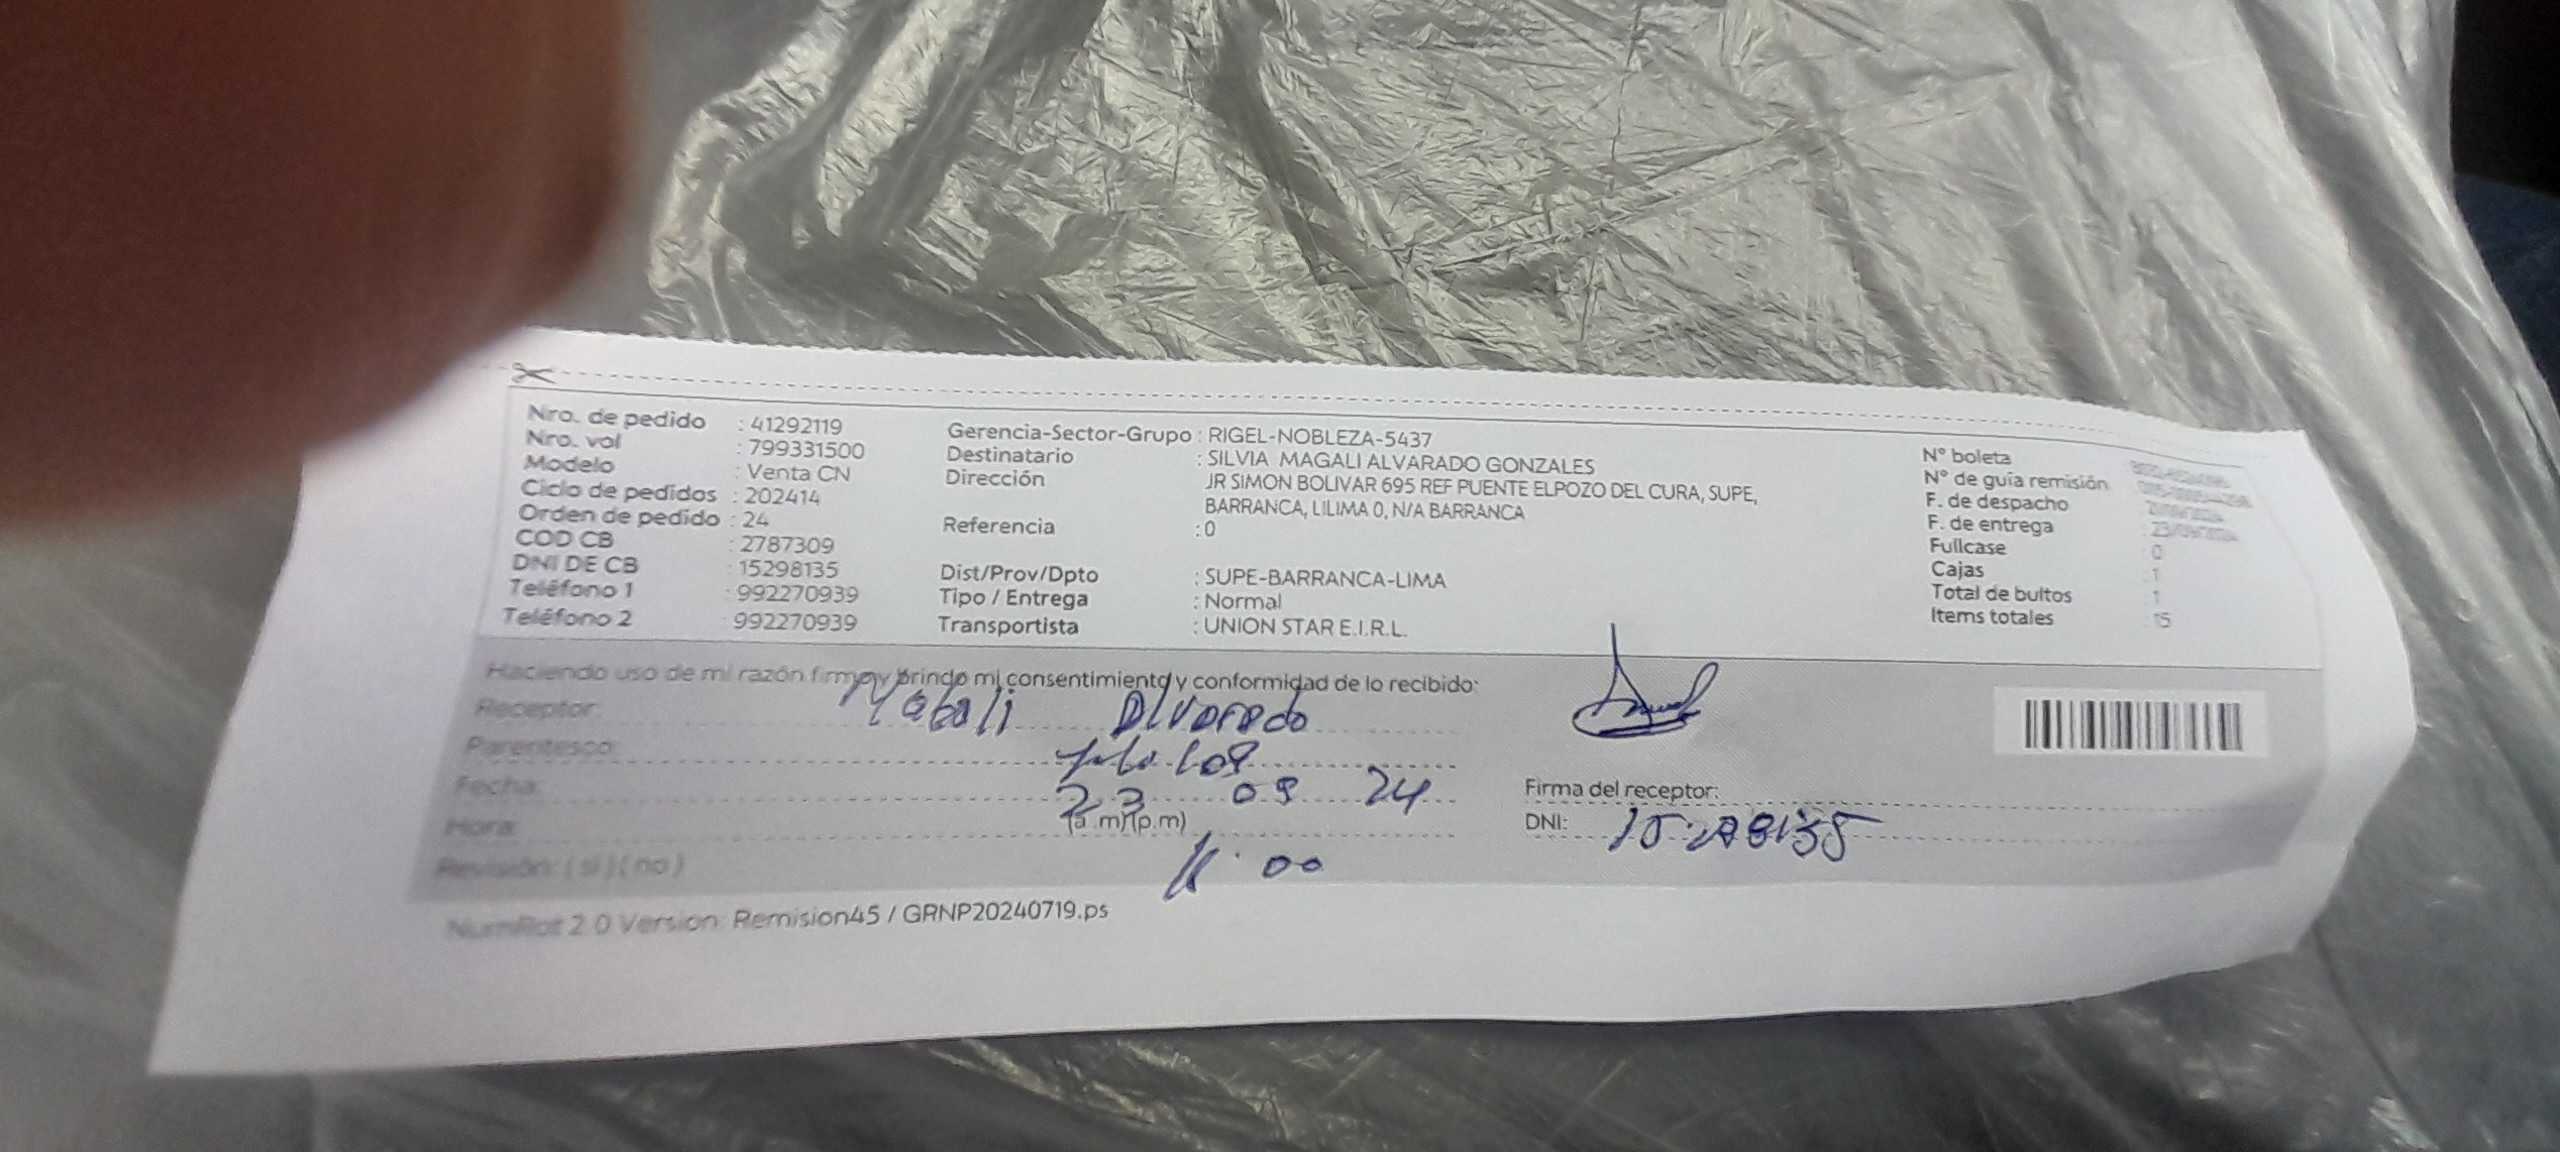 Nro. de pedido : 41292119
Nro. vol : 799331500
Modelo : Venta CN
Ciclo de pedidos : 202414
Orden de pedido : 24
COD CB : 2787309
DNI DE CB : 15298135
Teléfono 1 : 992270939
Teléfono 2 : 992270939
Gerencia-Sector-Grupo : RIGEL-NOBLEZA-5437
Destinatario : SILVIA MAGALI ALVARADO GONZALES
Dirección JR SIMON BOLIVAR 695 REF PUENTE ELPOZO DEL CURA, SUPE,
BARRANCA, LILIMA 0, N/A BARRANCA
Referencia : 0
Dist/Prov/Dpto : SUPE-BARRANCA-LIMA
Tipo / Entrega : Normal
Transportista : UNION STAR E.I.R.L.
N° boleta
N° de guía remisión
F. de despacho
F. de entrega : 23/09/2024
Fullcase : 0
Cajas : 1
Total de bultos : 1
Items totales : 15
Haciendo uso de mi razón firmo y brindo mi consentimiento y conformidad de lo recibido:
Receptor: Magali Alvarado
Parentesco:
Fecha: 23 09 24
Hora: (a.m)(p.m)
11:00
Revisión: ( si ) ( no )
Firma del receptor:
DNI: 15298135
NumRot 2.0 Version: Remision45 / GRNP20240719.ps